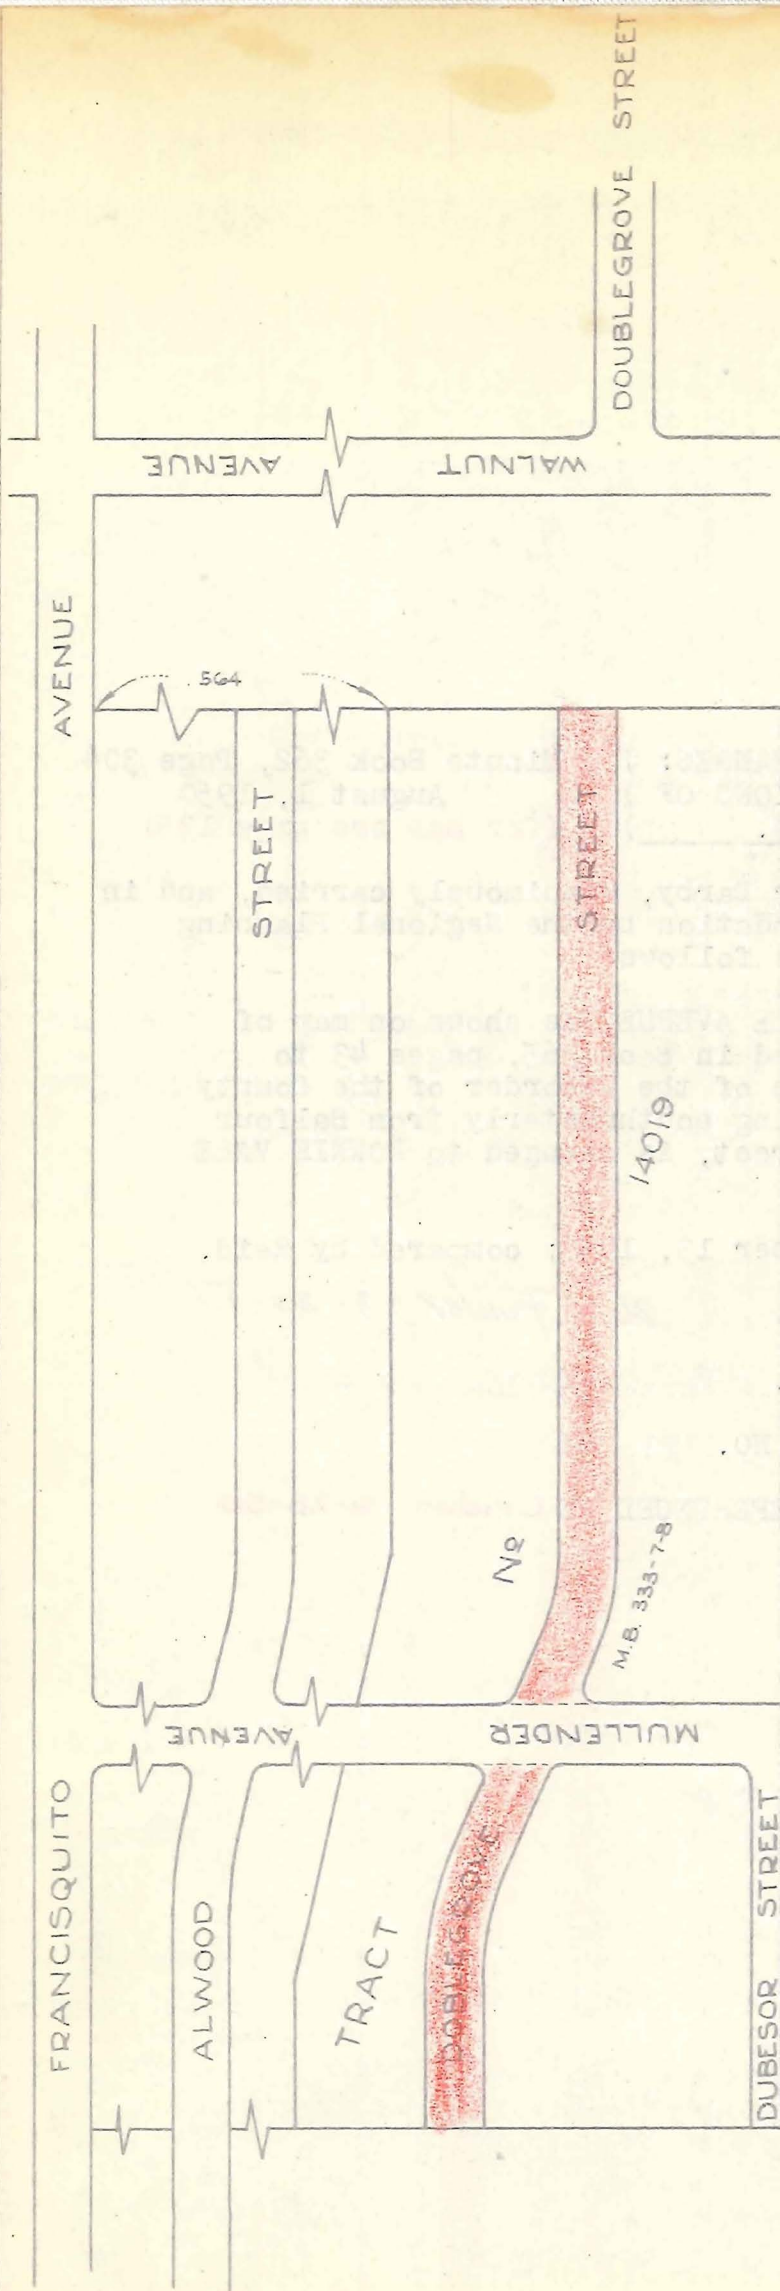 DOUBLEGROVE STREET
WALNUT AVENUE
FRANCISQUITO AVENUE
564
ALWOOD STREET
TRACT No 14019
M.B. 333-7-8
DOBLEGROVE STREET
MULLENDER AVENUE
DUBESOR STREET